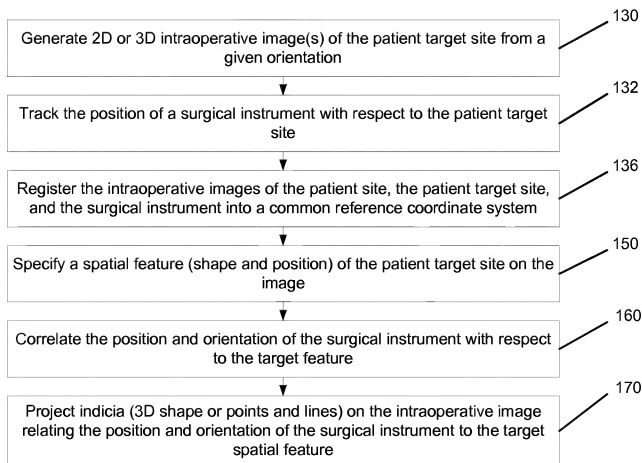 130
Generate 2D or 3D intraoperative image(s) of the patient target site from a
given orientation
132
Track the position of a surgical instrument with respect to the patient target
site
136
Register the intraoperative images of the patient site, the patient target site,
and the surgical instrument into a common reference coordinate system
150
Specify a spatial feature (shape and position) of the patient target site on the
image
160
Correlate the position and orientation of the surgical instrument with respect
to the target feature
170
Project indicia (3D shape or points and lines) on the intraoperative image
relating the position and orientation of the surgical instrument to the target
spatial feature